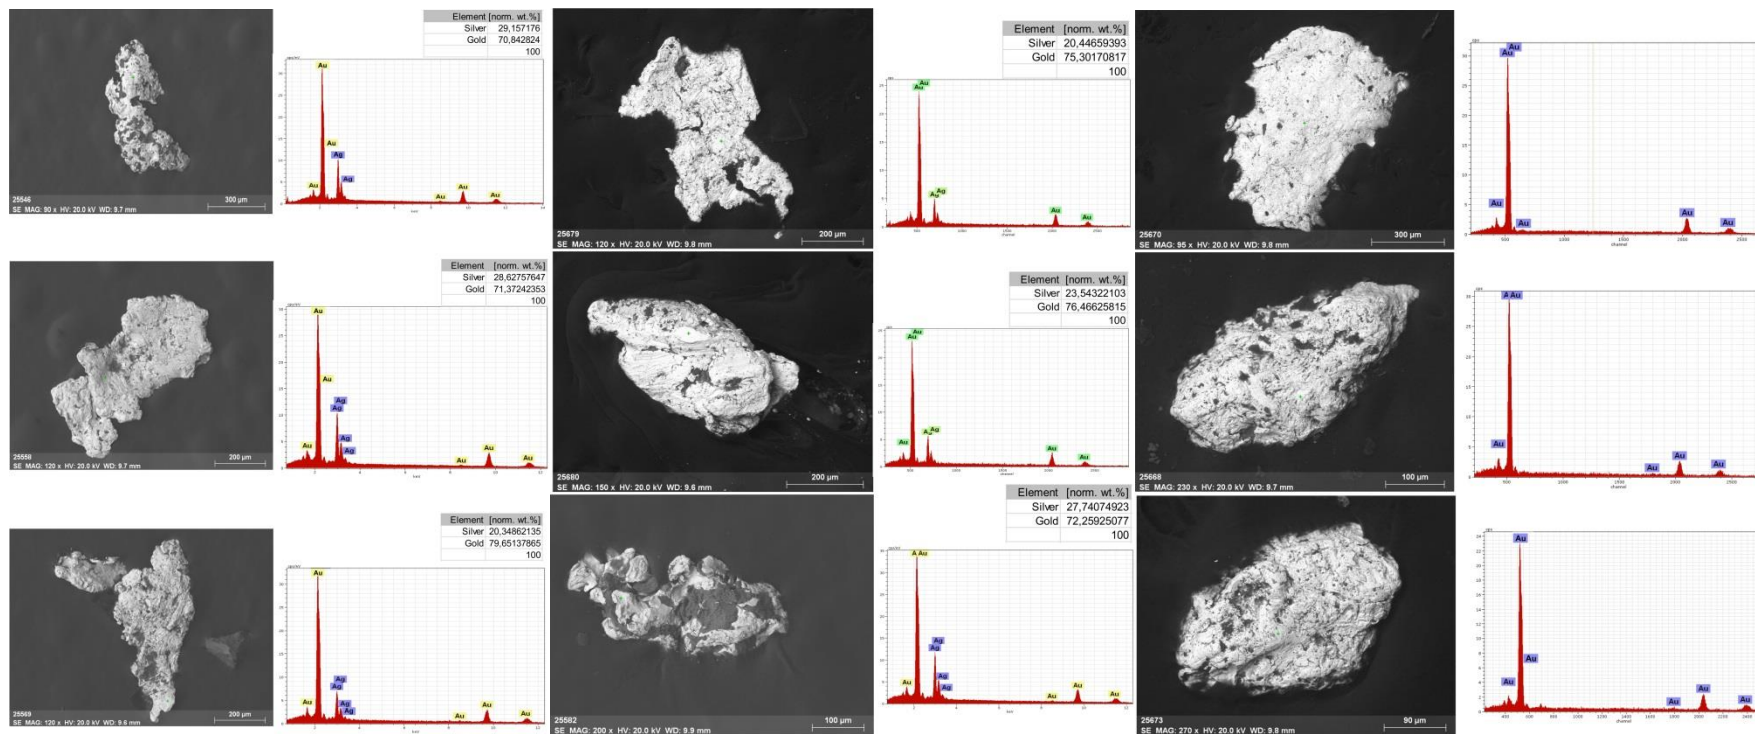 Element [norm. wt.%]
Silver 29,157176
Gold 70,842824
100
Au
Au
Ag
Ag
Au
Au
Au
Au
25546
SE MAG: 90 x HV: 20.0 kV WD: 9.7 mm
300 µm
25679
SE MAG: 120 x HV: 20.0 kV WD: 9.8 mm
200 µm
Element [norm. wt.%]
Silver 20,44659393
Gold 75,30170817
100
Au
Au
Ag
Au
Au
channel
25670
SE MAG: 95 x HV: 20.0 kV WD: 9.8 mm
300 µm
Au
Au
Au
Au
Au
Au
channel
Element [norm. wt.%]
Silver 28,62757647
Gold 71,37242353
100
Au
Au
Ag
Ag
Ag
Ag
Au
Au
Au
Au
25558
SE MAG: 120 x HV: 20.0 kV WD: 9.7 mm
200 µm
25680
SE MAG: 150 x HV: 20.0 kV WD: 9.6 mm
200 µm
Element [norm. wt.%]
Silver 23,54322103
Gold 76,46625815
100
Au
Au
Ag
Au
Au
Au
channel
25668
SE MAG: 230 x HV: 20.0 kV WD: 9.7 mm
100 µm
A Au
Au
Au
Au
Au
channel
Element [norm. wt.%]
Silver 20,34862135
Gold 79,65137865
100
Au
Ag
Ag
Ag
Ag
Au
Au
Au
Au
25569
SE MAG: 120 x HV: 20.0 kV WD: 9.6 mm
200 µm
25582
SE MAG: 200 x HV: 20.0 kV WD: 9.9 mm
100 µm
Element [norm. wt.%]
Silver 27,74074923
Gold 72,25925077
100
A Au
Ag
Ag
Ag
Ag
Au
Au
Au
Au
25673
SE MAG: 270 x HV: 20.0 kV WD: 9.8 mm
90 µm
Au
Au
Au
Au
Au
Au